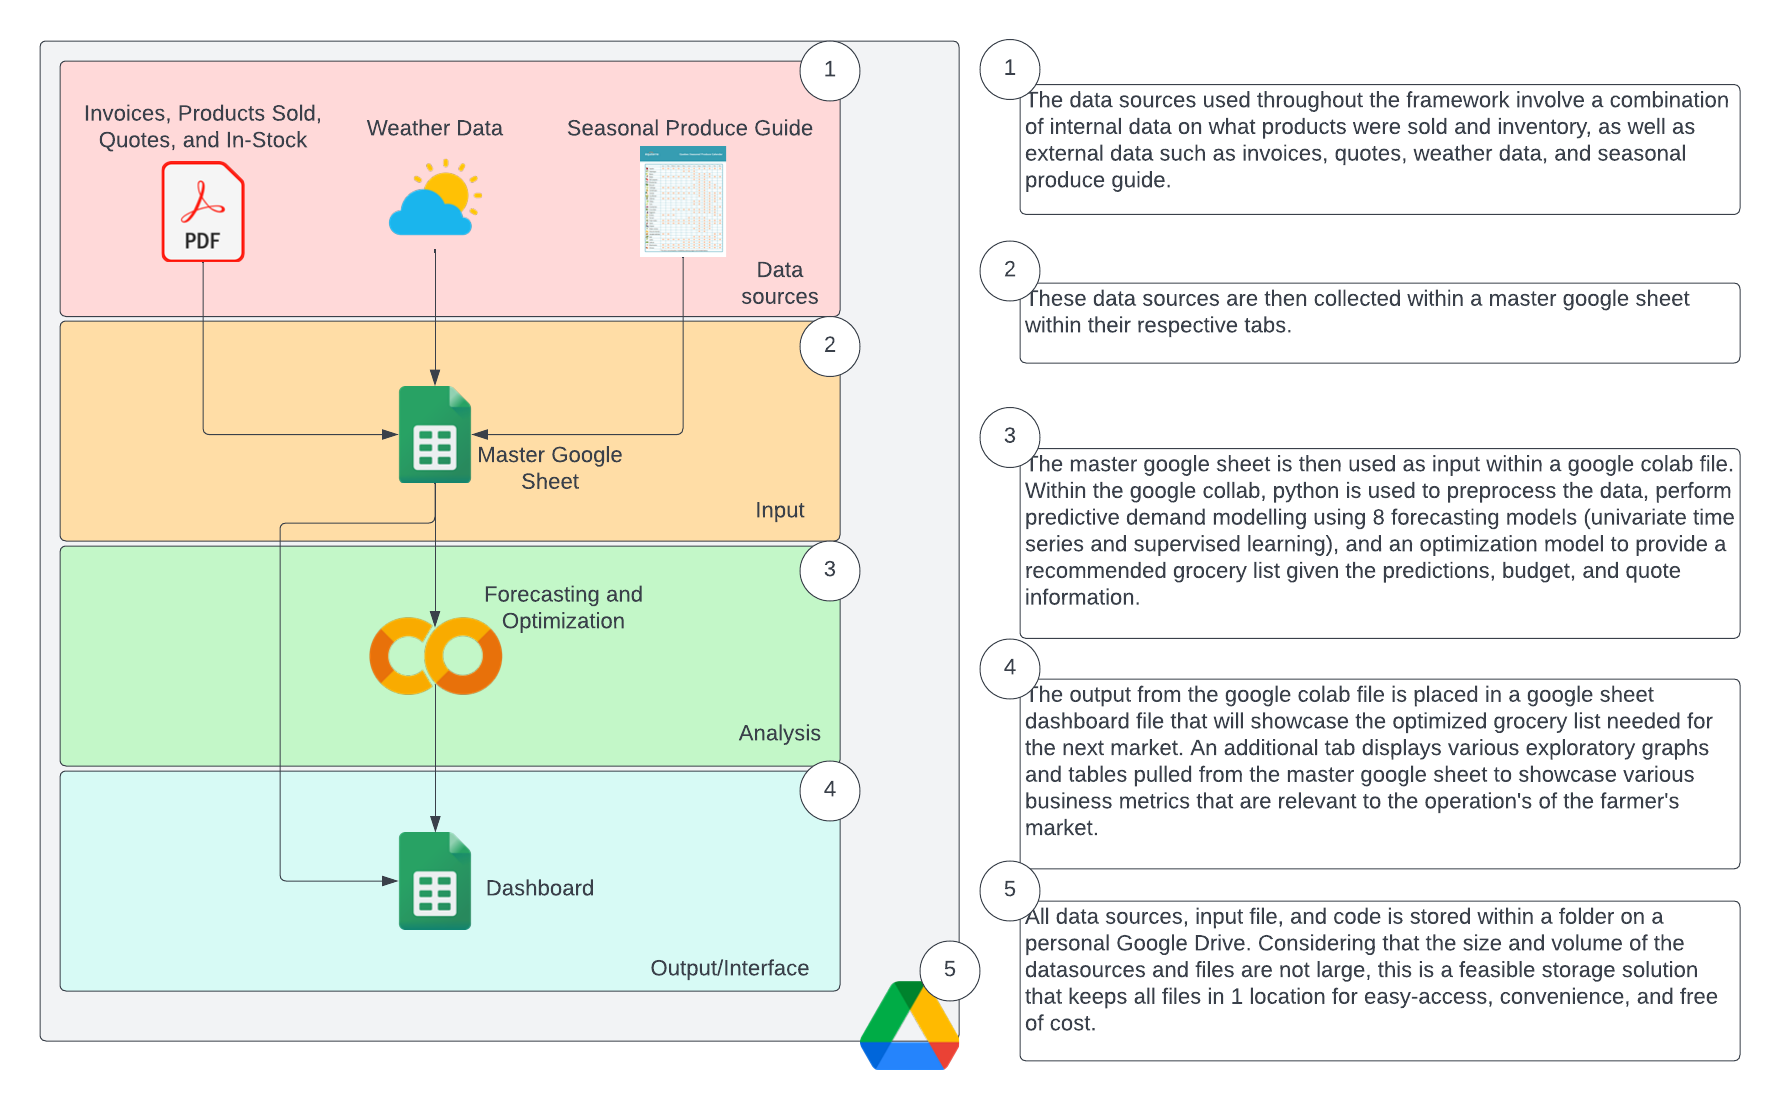 1
Invoices, Products Sold,
Quotes, and In-Stock
Weather Data
Seasonal Produce Guide
PDF
Data
sources
2
Master Google
Sheet
Input
3
Forecasting and
Optimization
Analysis
4
Dashboard
Output/Interface
5
1
The data sources used throughout the framework involve a combination
of internal data on what products were sold and inventory, as well as
external data such as invoices, quotes, weather data, and seasonal
produce guide.
2
These data sources are then collected within a master google sheet
within their respective tabs.
3
The master google sheet is then used as input within a google colab file.
Within the google collab, python is used to preprocess the data, perform
predictive demand modelling using 8 forecasting models (univariate time
series and supervised learning), and an optimization model to provide a
recommended grocery list given the predictions, budget, and quote
information.
4
The output from the google colab file is placed in a google sheet
dashboard file that will showcase the optimized grocery list needed for
the next market. An additional tab displays various exploratory graphs
and tables pulled from the master google sheet to showcase various
business metrics that are relevant to the operation's of the farmer's
market.
5
All data sources, input file, and code is stored within a folder on a
personal Google Drive. Considering that the size and volume of the
datasources and files are not large, this is a feasible storage solution
that keeps all files in 1 location for easy-access, convenience, and free
of cost.